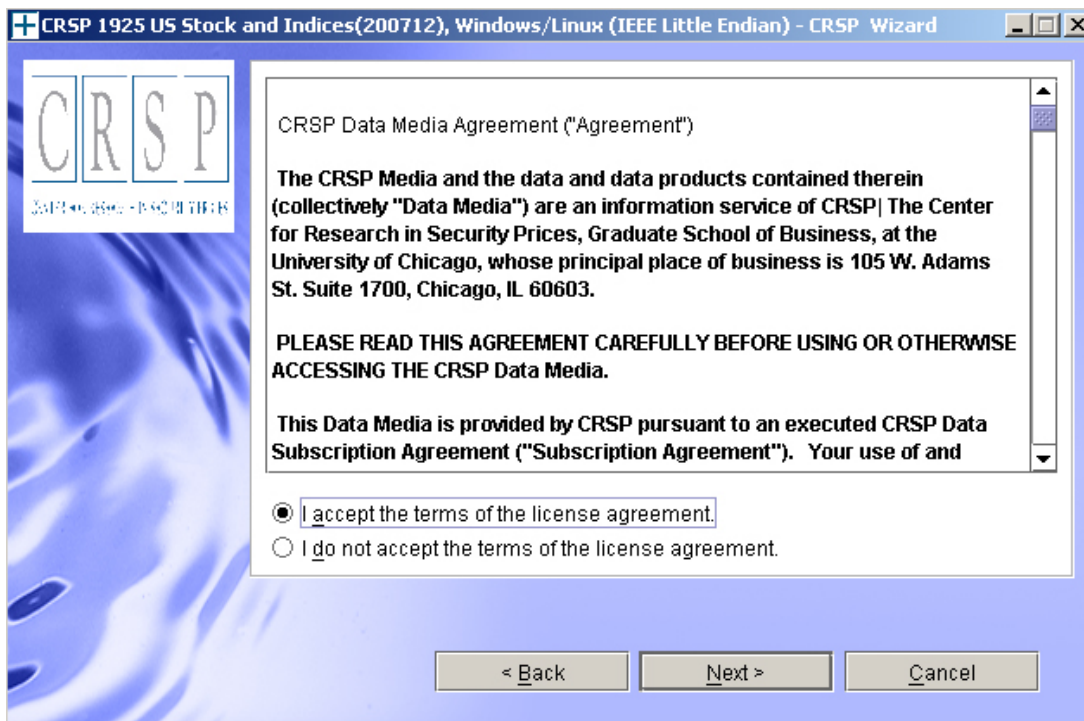 CRSP 1925 US Stock and Indices(200712), Windows/Linux (IEEE Little Endian) - CRSP Wizard
CRSP
CRSP Data Media Agreement ("Agreement")
The CRSP Media and the data and data products contained therein
(collectively "Data Media") are an information service of CRSP| The Center
for Research in Security Prices, Graduate School of Business, at the
University of Chicago, whose principal place of business is 105 W. Adams
St. Suite 1700, Chicago, IL 60603.
PLEASE READ THIS AGREEMENT CAREFULLY BEFORE USING OR OTHERWISE
ACCESSING THE CRSP Data Media.
This Data Media is provided by CRSP pursuant to an executed CRSP Data
Subscription Agreement ("Subscription Agreement"). Your use of and
I accept the terms of the license agreement.
I do not accept the terms of the license agreement.
< Back
Next >
Cancel